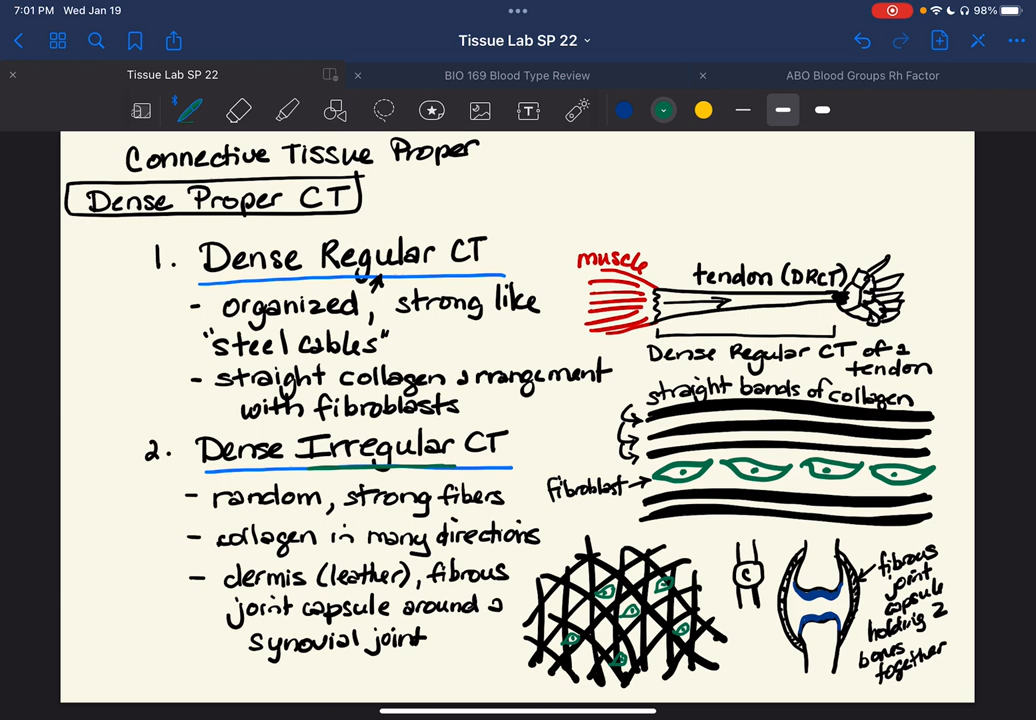 7:01 PM Wed Jan 19
98%
Tissue Lab SP 22
Tissue Lab SP 22
BIO 169 Blood Type Review
ABO Blood Groups Rh Factor
Connective Tissue Proper
Dense Proper CT
1. Dense Regular CT
- organized, strong like
"steel cables"
- straight collagen arrangement
with fibroblasts
2. Dense Irregular CT
- random, strong fibers
- collagen in many directions
- dermis (leather), fibrous
joint capsule around a
synovial joint
muscle
tendon (DRCT)
Dense Regular CT of a
tendon
straight bands of collagen
fibroblast
C
fibrous
joint
capsule
holding 2
bones
together